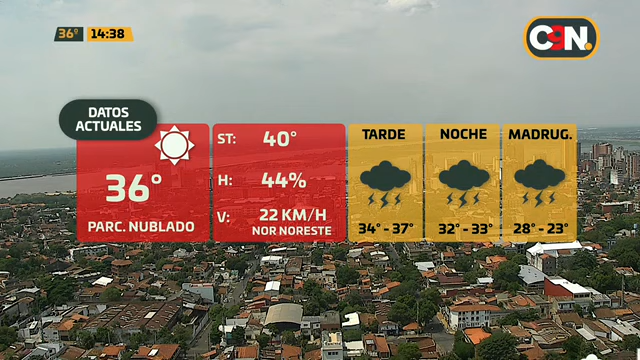 36º 14:38
C9N.
DATOS
ACTUALES
36°
PARC. NUBLADO
ST: 40°
H: 44%
V: 22 KM/H
NOR NORESTE
TARDE
34° - 37°
NOCHE
32° - 33°
MADRUG.
28° - 23°